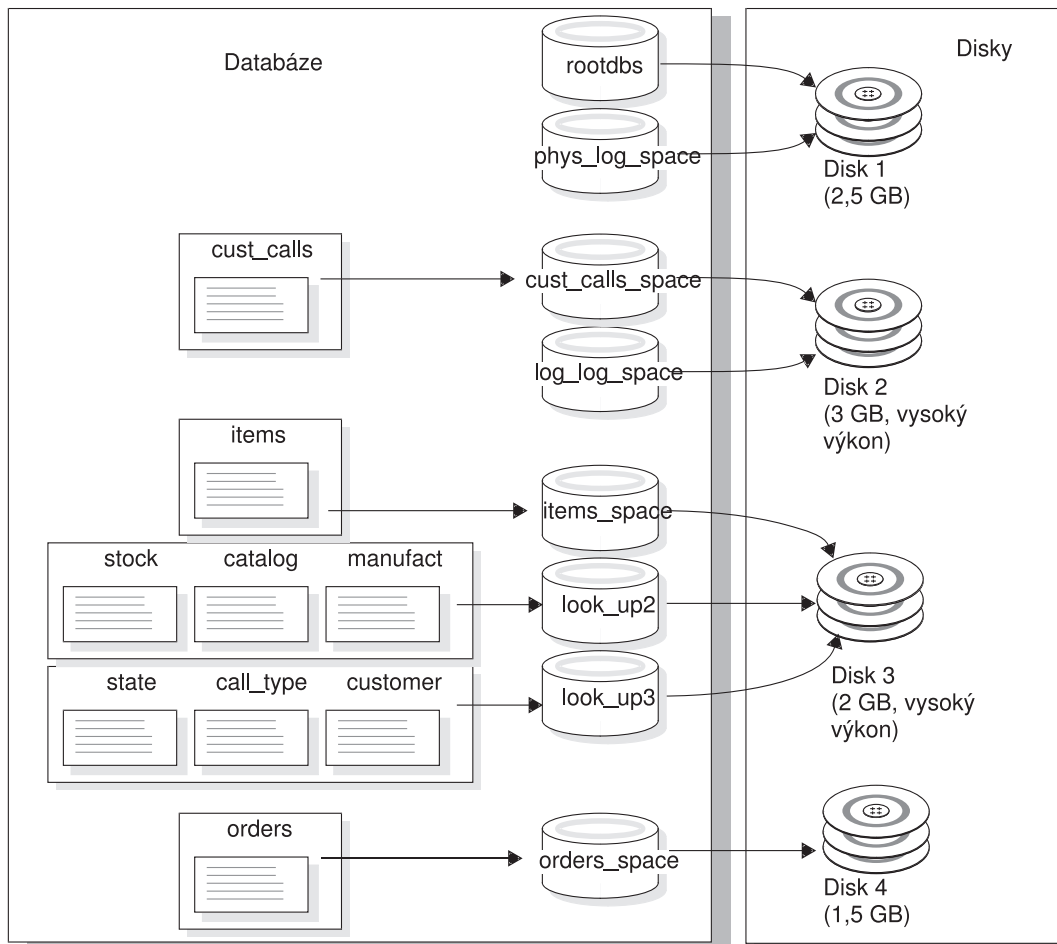 Databáze
Disky
rootdbs
phys_log_space
Disk 1
(2,5 GB)
cust_calls
cust_calls_space
log_log_space
Disk 2
(3 GB, vysoký
výkon)
items
items_space
stock catalog manufact
look_up2
state call_type customer
look_up3
Disk 3
(2 GB, vysoký
výkon)
orders
orders_space
Disk 4
(1,5 GB)